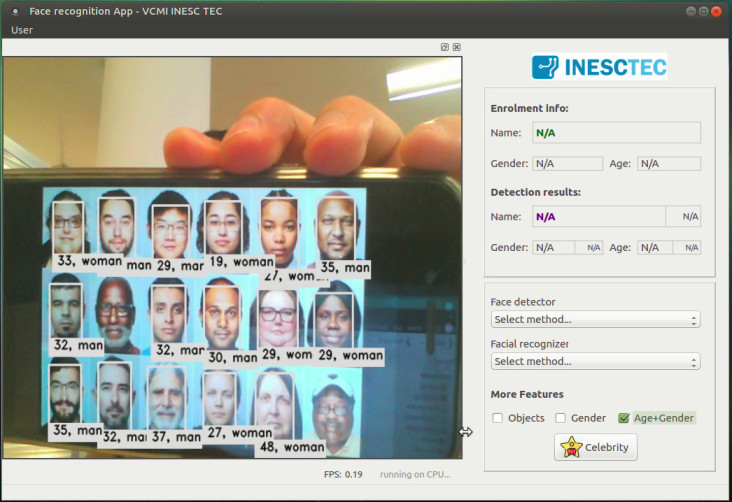 Face recognition App - VCMI INESC TEC
User
INESCTEC
Enrolment info:
Name: N/A
Gender: N/A Age: N/A
Detection results:
Name: N/A N/A
Gender: N/A N/A Age: N/A N/A
Face detector
Select method...
Facial recognizer
Select method...
More Features
Objects Gender Age+Gender
Celebrity
33, woman
man
29, mar
19, woman
27, wom
35, man
32, man
32, man
30, man
29, wom
29, woman
35, man
32, mai
37, man
27, woman
48, woman
FPS: 0.19 running on CPU...